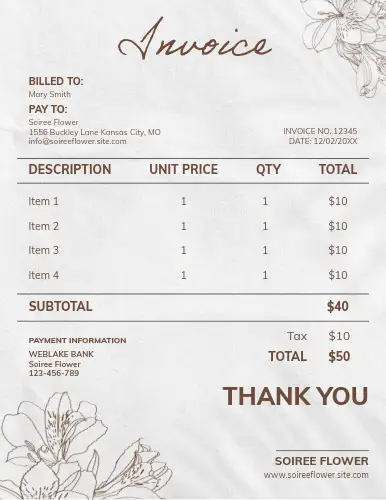 Invoice
BILLED TO:
Mary Smith
PAY TO:
Soiree Flower
1556 Buckley Lane Kansas City, MO
info@soireeflower.site.com
INVOICE NO. 12345
DATE: 12/02/20XX
DESCRIPTION UNIT PRICE QTY TOTAL
Item 1 1 1 $10
Item 2 1 1 $10
Item 3 1 1 $10
Item 4 1 1 $10
SUBTOTAL $40
Tax $10
TOTAL $50
PAYMENT INFORMATION
WEBLAKE BANK
Soiree Flower
123-456-789
THANK YOU
SOIREE FLOWER
www.soireeflower.site.com